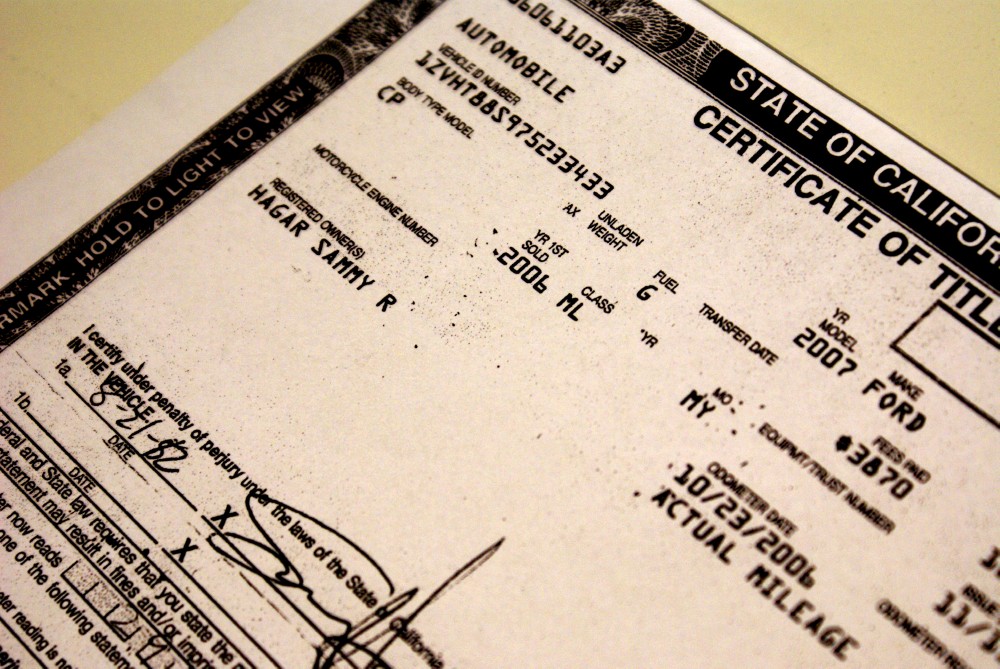 STATE OF CALIFOR
CERTIFICATE OF TITLE
6061103A3
AUTOMOBILE
VEHICLE ID NUMBER
1ZVHT88S975233433
YR MODEL
2007
MAKE
FORD
BODY TYPE MODEL
CP
AX
UNLADEN WEIGHT
FUEL
G
TRANSFER DATE
FEES PAID
$3870
MOTORCYCLE ENGINE NUMBER
YR 1ST SOLD
2006
CLASS
ML
*YR
MO
MY
EQUIPMT/TRUST NUMBER
REGISTERED OWNER(S)
HAGAR SAMMY R
ODOMETER DATE
10/23/2006
ACTUAL MILEAGE
RMARK. HOLD TO LIGHT TO VIEW
I certify under penalty of perjury under the laws of the State California
IN THE VEHICLE
1a.
DATE
X
1b.
DATE
X
deral and State law requires that you state the
statement may result in fines and/or
er now reads
one of the following